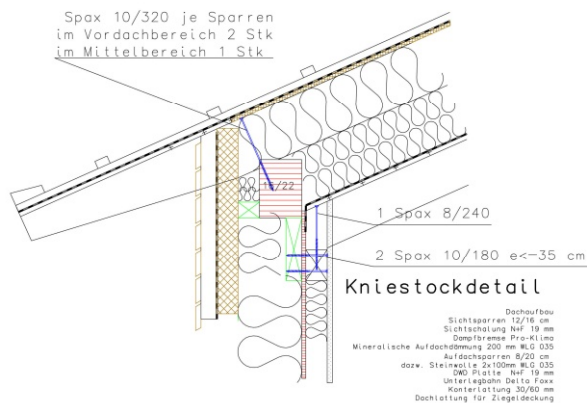 Spax 10/320 je Sparren
im Vordachbereich 2 Stk
im Mittelbereich 1 Stk
16/22
1 Spax 8/240
2 Spax 10/180 e<-35 cm
Kniestockdetail
Dachaufbau
Sichtsparren 12/16 cm
Sichtschalung N+F 19 mm
Dampfbremse Pro-Klima
Mineralische Aufdachdämmung 200 mm WLG 035
Aufdachsparren 8/20 cm
dazw. Steinwolle 2x100mm WLG 035
DWD Platte N+F 19 mm
Unterlegbahn Delta Foxx
Konterlattung 30/60 mm
Dachlattung für Ziegeldeckung